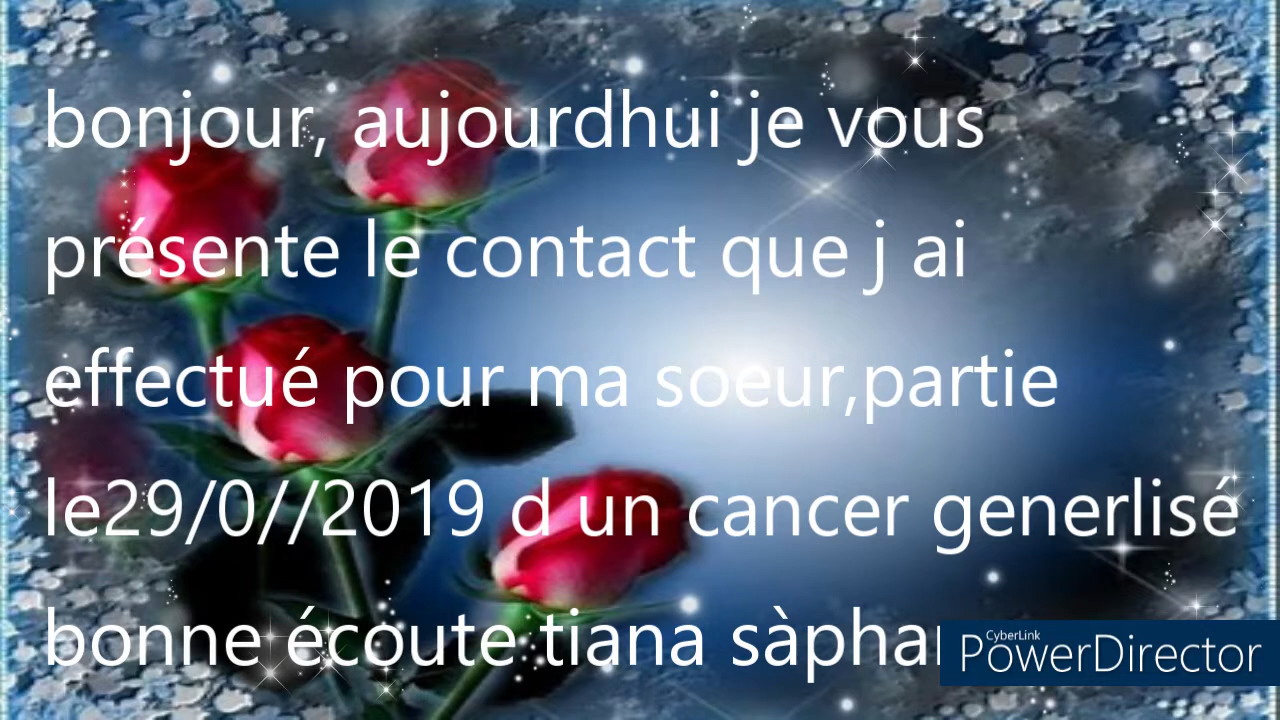 bonjour, aujourdhui je vous
présente le contact que j ai
effectué pour ma soeur,partie
le29/0//2019 d un cancer generlisé
bonne écoute tiana
CyberLink
PowerDirector